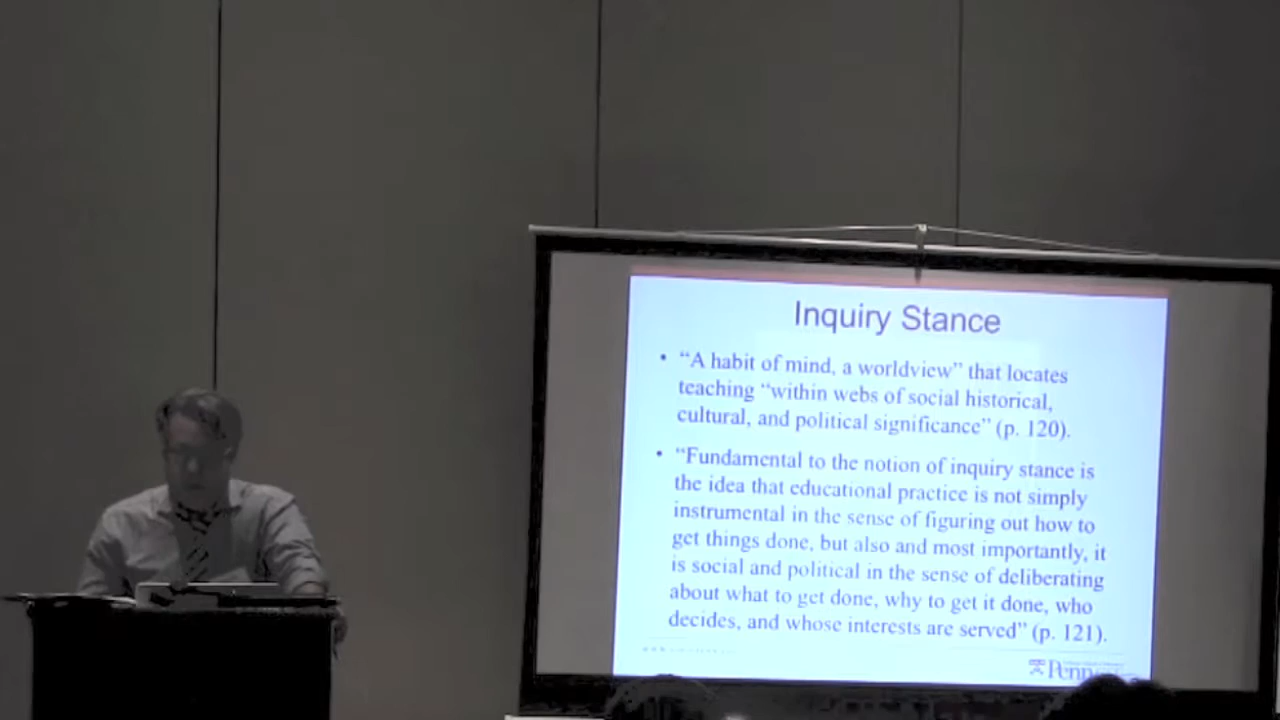 Inquiry Stance
• “A habit of mind, a worldview” that locates
teaching “within webs of social historical,
cultural, and political significance” (p. 120).
• “Fundamental to the notion of inquiry stance is
the idea that educational practice is not simply
instrumental in the sense of figuring out how to
get things done, but also and most importantly, it
is social and political in the sense of deliberating
about what to get done, why to get it done, who
decides, and whose interests are served” (p. 121).
Penn